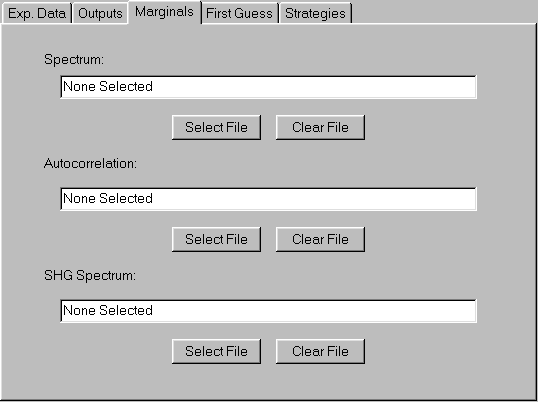 Exp. Data Outputs Marginals First Guess Strategies
Spectrum:
None Selected
Select File Clear File
Autocorrelation:
None Selected
Select File Clear File
SHG Spectrum:
None Selected
Select File Clear File